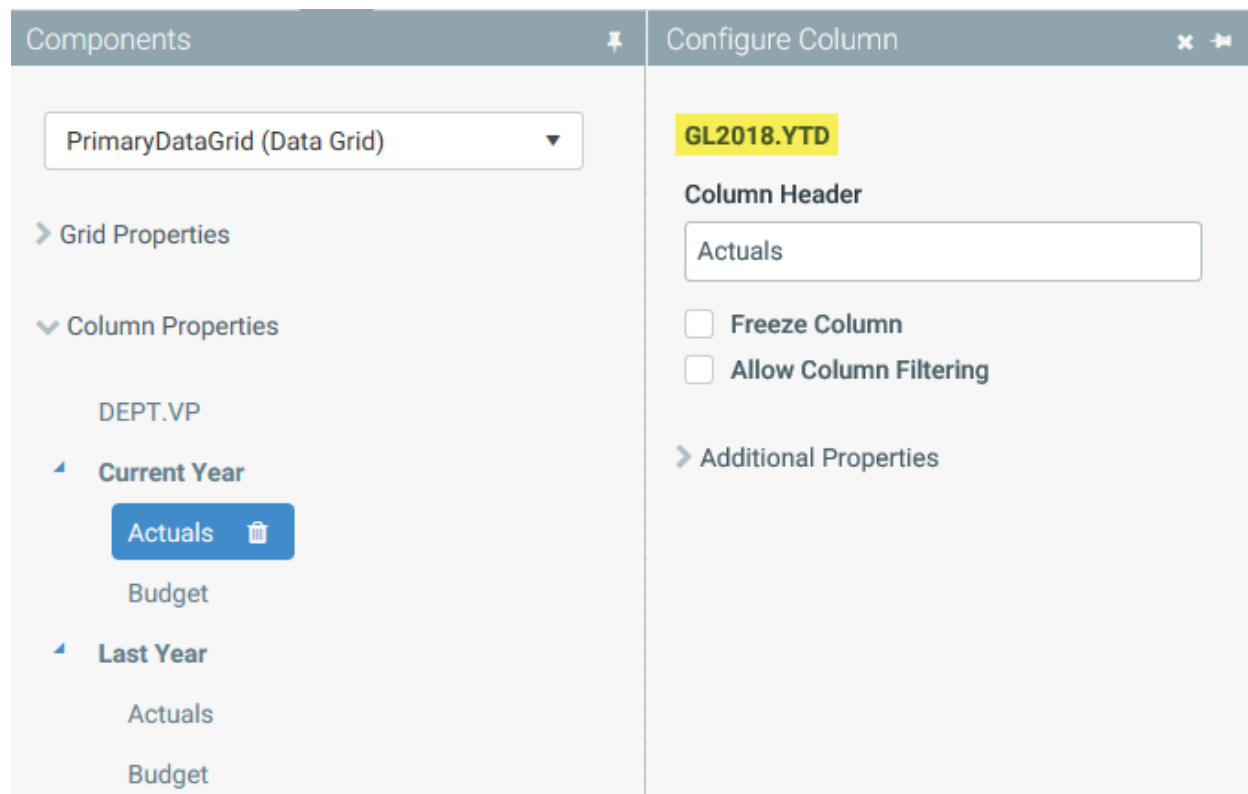 Components
PrimaryDataGrid (Data Grid)
Grid Properties
Column Properties
DEPT.VP
Current Year
Actuals
Budget
Last Year
Actuals
Budget
Configure Column
GL2018.YTD
Column Header
Actuals
Freeze Column
Allow Column Filtering
Additional Properties